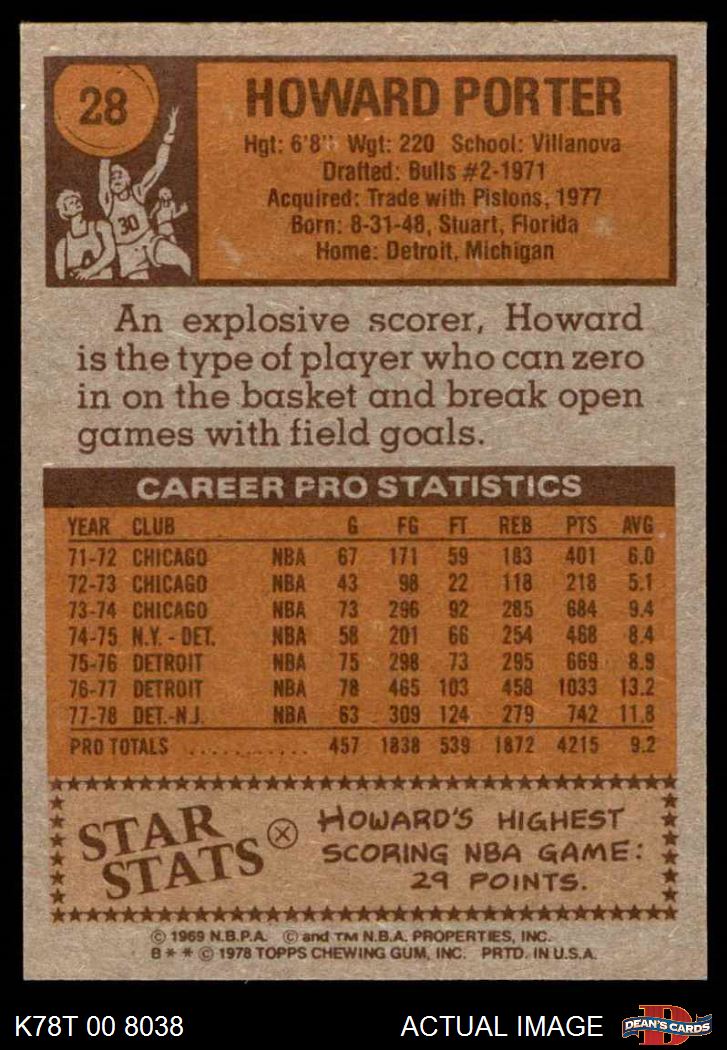 28
HOWARD PORTER
Hgt: 6'8" Wgt: 220 School: Villanova
Drafted: Bulls #2-1971
Acquired: Trade with Pistons, 1977
Born: 8-31-48, Stuart, Florida
Home: Detroit, Michigan
30
An explosive scorer, Howard
is the type of player who can zero
in on the basket and break open
games with field goals.
CAREER PRO STATISTICS
YEAR CLUB G FG FT REB PTS AVG
71-72 CHICAGO NBA 67 171 59 183 401 6.0
72-73 CHICAGO NBA 43 98 22 118 218 5.1
73-74 CHICAGO NBA 73 296 92 285 684 9.4
74-75 N.Y. - DET. NBA 58 201 66 254 468 8.4
75-76 DETROIT NBA 75 298 73 295 669 8.9
76-77 DETROIT NBA 78 465 103 458 1033 13.2
77-78 DET.-N.J. NBA 63 309 124 279 742 11.8
PRO TOTALS ........... 457 1838 539 1872 4215 9.2
STAR
STATS
HOWARD'S HIGHEST
SCORING NBA GAME:
29 POINTS.
© 1969 N.B.P.A. © and TM N.B.A. PROPERTIES, INC.
B * * © 1978 TOPPS CHEWING GUM, INC. PRTD. IN U.S.A.
K78T 00 8038
ACTUAL IMAGE
D
DEAN'S CARDS